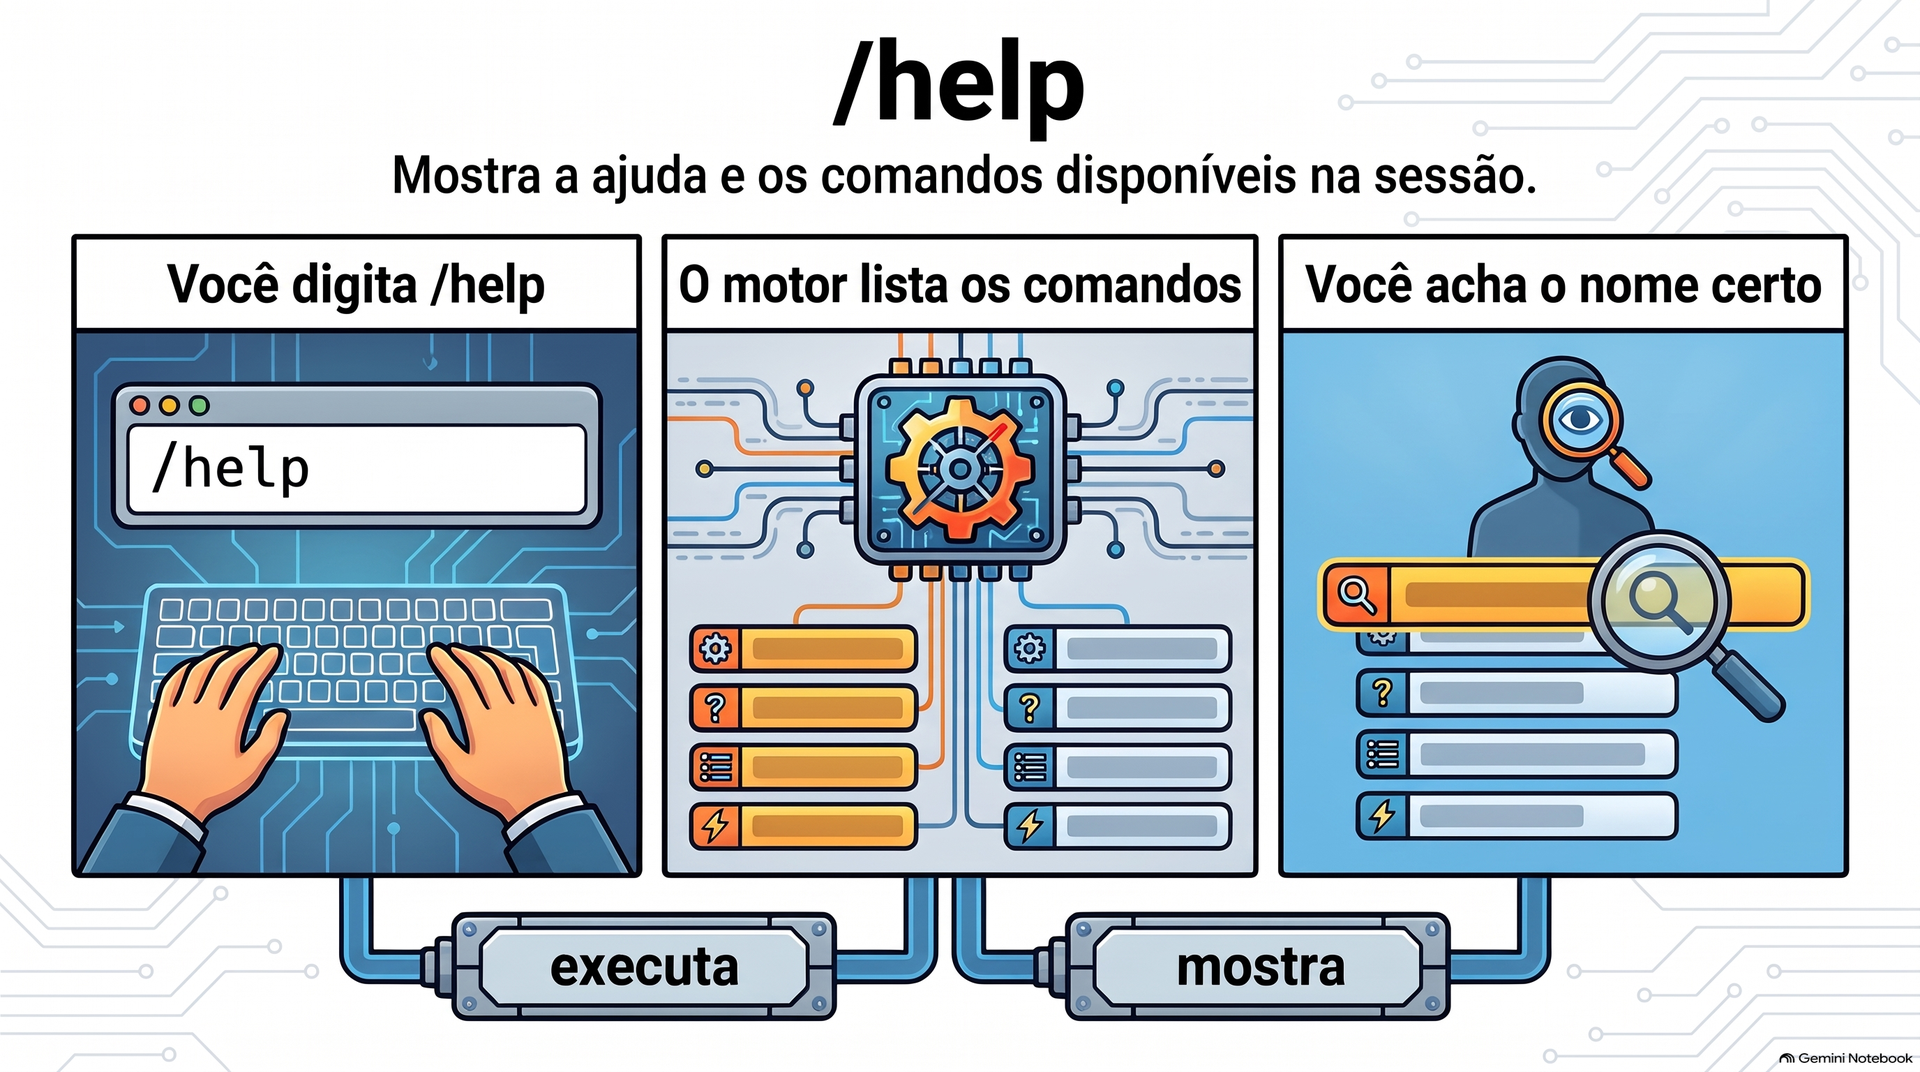 /help
Mostra a ajuda e os comandos disponíveis na sessão.
Você digita /help
O motor lista os comandos
Você acha o nome certo
/help
executa
mostra
Gemini Notebook